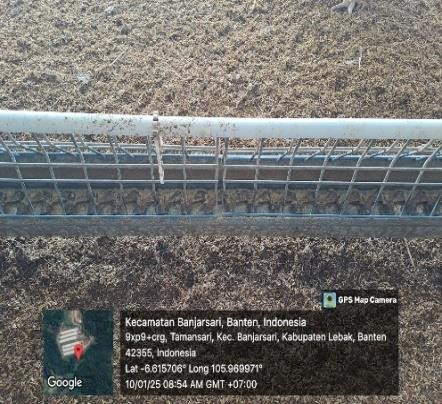 GPS Map Camera
Kecamatan Banjarsari, Banten, Indonesia
9xp9+crg, Tamansari, Kec. Banjarsari, Kabupaten Lebak, Banten
42355, Indonesia
Lat -6.615706° Long 105.969971°
10/01/25 08:54 AM GMT +07:00
Google